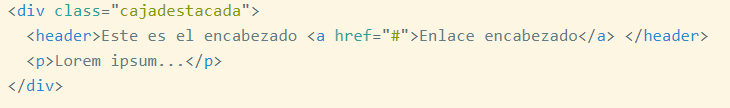 <div class="cajadestacada">
  <header>Este es el encabezado <a href="#">Enlace encabezado</a> </header>
  <p>Lorem ipsum...</p>
</div>